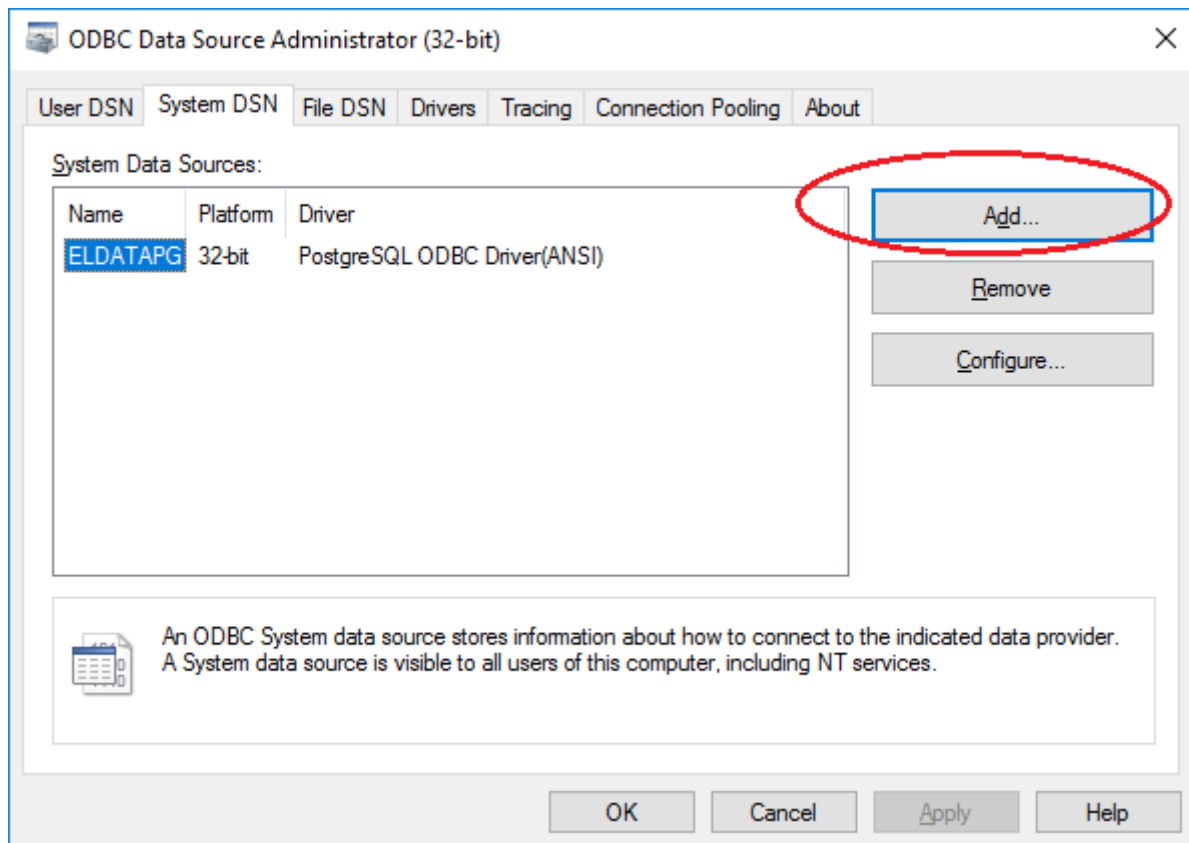 ODBC Data Source Administrator (32-bit)
User DSN System DSN File DSN Drivers Tracing Connection Pooling About
System Data Sources:
Name Platform Driver
ELDATAPG 32-bit PostgreSQL ODBC Driver(ANSI)
Add...
Remove
Configure...
An ODBC System data source stores information about how to connect to the indicated data provider.
A System data source is visible to all users of this computer, including NT services.
OK Cancel Apply Help